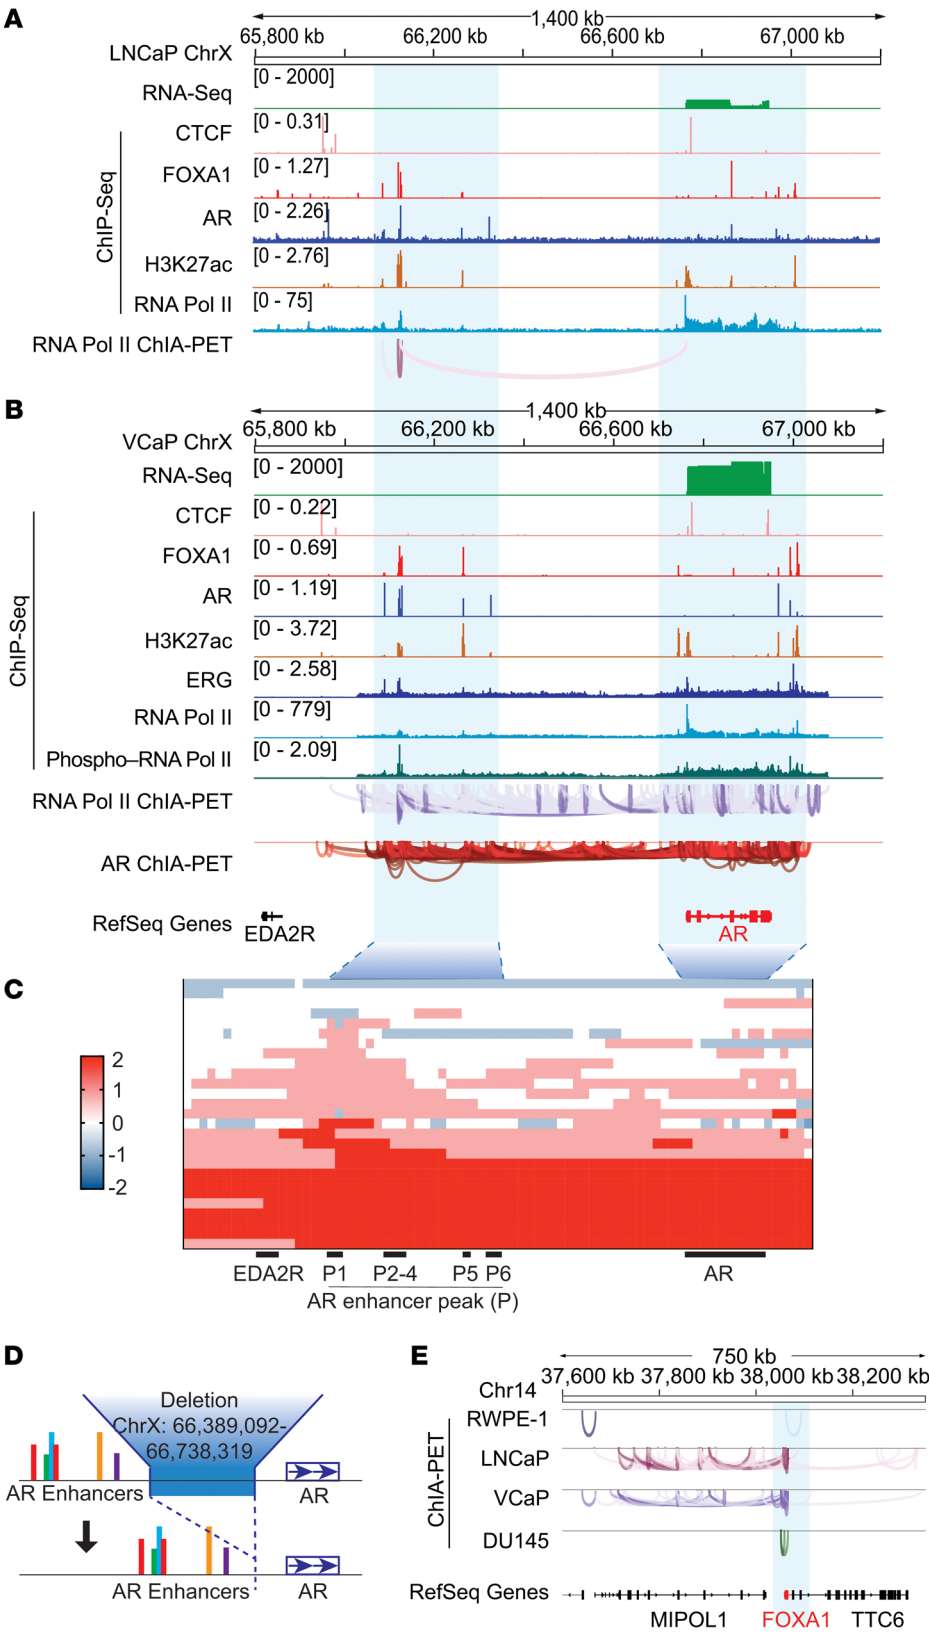 A
1,400 kb
65,800 kb 66,200 kb 66,600 kb 67,000 kb
LNCaP ChrX
[0 - 2000]
RNA-Seq
[0 - 0.31]
CTCF
[0 - 1.27]
FOXA1
[0 - 2.26]
AR
[0 - 2.76]
H3K27ac
[0 - 75]
RNA Pol II
ChIP-Seq
RNA Pol II ChIA-PET
B
1,400 kb
65,800 kb 66,200 kb 66,600 kb 67,000 kb
VCaP ChrX
[0 - 2000]
RNA-Seq
[0 - 0.22]
CTCF
[0 - 0.69]
FOXA1
[0 - 1.19]
AR
[0 - 3.72]
H3K27ac
[0 - 2.58]
ERG
[0 - 779]
RNA Pol II
[0 - 2.09]
Phospho–RNA Pol II
ChIP-Seq
RNA Pol II ChIA-PET
AR ChIA-PET
RefSeq Genes
EDA2R
AR
C
2
1
0
-1
-2
EDA2R P1 P2-4 P5 P6 AR
AR enhancer peak (P)
D
Deletion
ChrX: 66,389,092-
66,738,319
AR Enhancers
AR
AR Enhancers
AR
E
750 kb
37,600 kb 37,800 kb 38,000 kb 38,200 kb
Chr14
RWPE-1
LNCaP
VCaP
DU145
ChIA-PET
RefSeq Genes
MIPOL1 FOXA1 TTC6